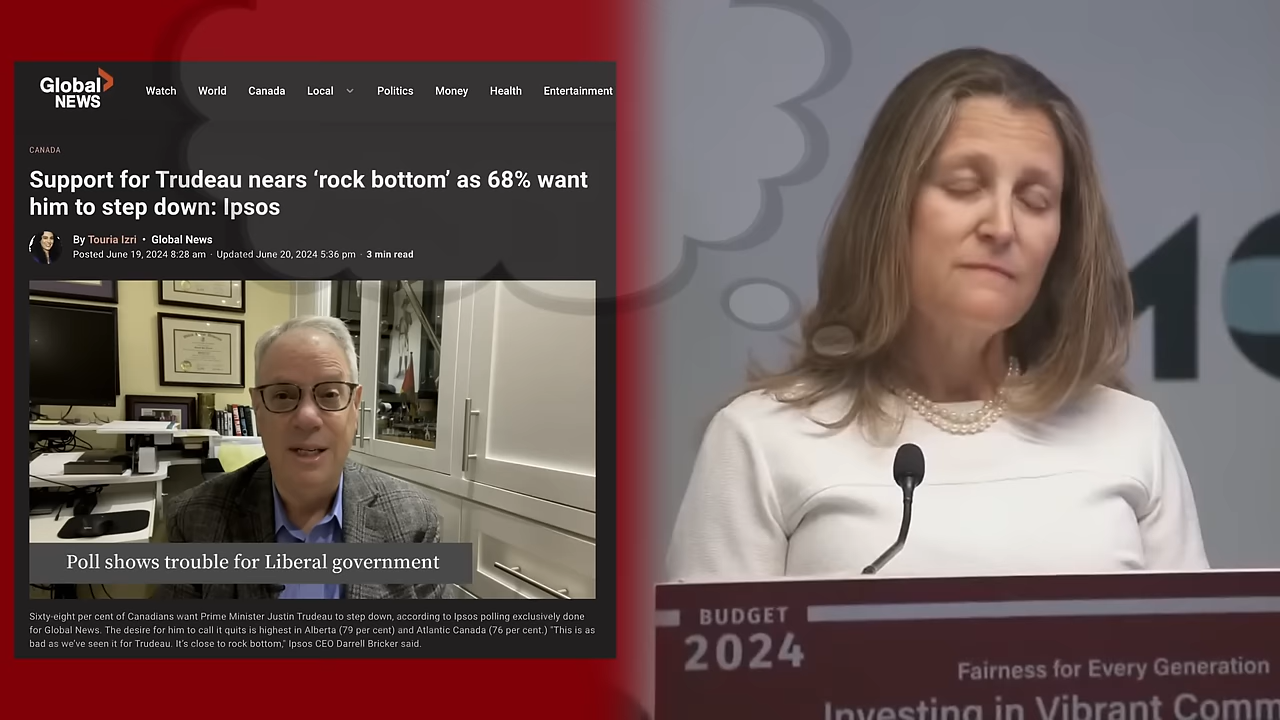 Global
NEWS
Watch World Canada Local Politics Money Health Entertainment
CANADA
Support for Trudeau nears ‘rock bottom’ as 68% want
him to step down: Ipsos
By Touria Izri • Global News
Posted June 19, 2024 8:28 am · Updated June 20, 2024 5:36 pm · 3 min read
Poll shows trouble for Liberal government
Sixty-eight per cent of Canadians want Prime Minister Justin Trudeau to step down, according to Ipsos polling exclusively done
for Global News. The desire for him to call it quits is highest in Alberta (79 per cent) and Atlantic Canada (76 per cent.) "This is as
bad as we've seen it for Trudeau. It's close to rock bottom," Ipsos CEO Darrell Bricker said.
BUDGET
2024
Fairness for Every Generation
Investing in Vibrant Comm